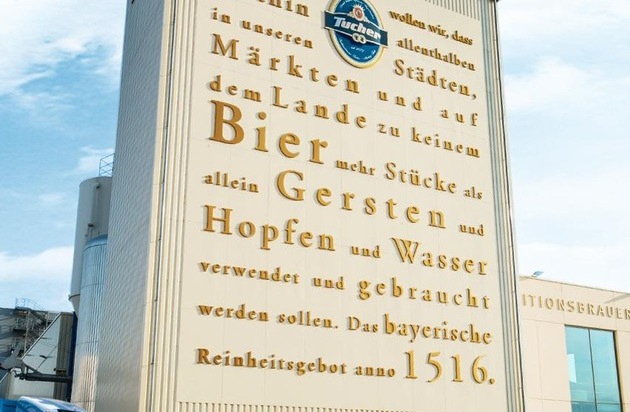 wollen wir, dass
Tucher
in unseren allenthalben
Städten,
Märkten und auf
dem Lande zu keinem
Bier mehr Stücke als
allein Gersten und
Hopfen und Wasser
verwendet und gebraucht
werden sollen. Das bayerische
Reinheitsgebot anno 1516.
ITIONSBRAUER